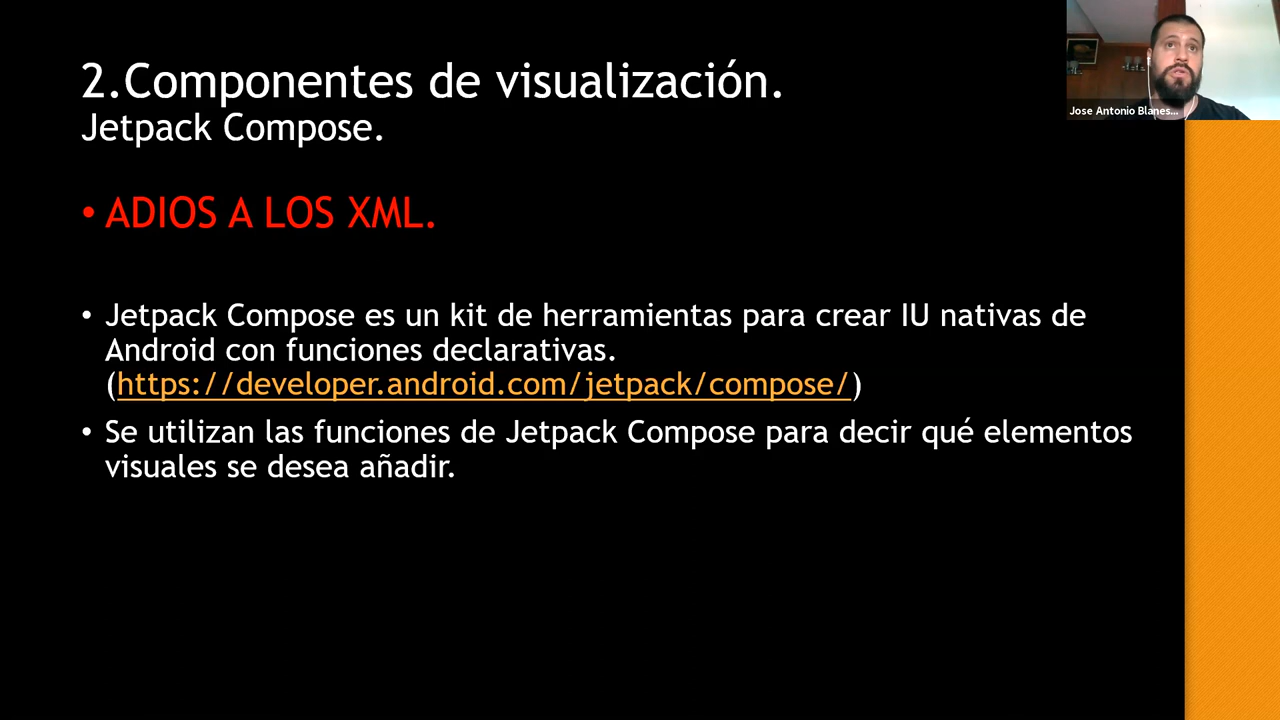 2.Componentes de visualización.
Jetpack Compose.
• ADIOS A LOS XML.
• Jetpack Compose es un kit de herramientas para crear IU nativas de
Android con funciones declarativas.
(https://developer.android.com/jetpack/compose/)
• Se utilizan las funciones de Jetpack Compose para decir qué elementos
visuales se desea añadir.
Jose Antonio Blanes...